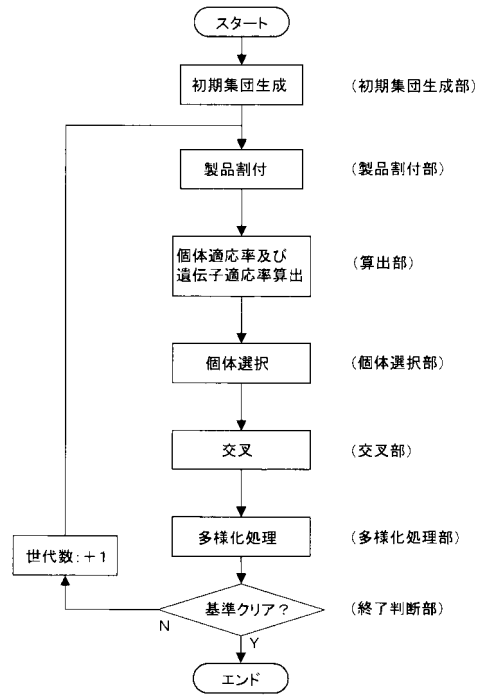 スタート
初期集団生成
(初期集団生成部)
製品割付
(製品割付部)
個体適応率及び
遺伝子適応率算出
(算出部)
個体選択
(個体選択部)
交叉
(交叉部)
多様化処理
(多様化処理部)
世代数:+1
基準クリア?
(終了判断部)
N
Y
エンド